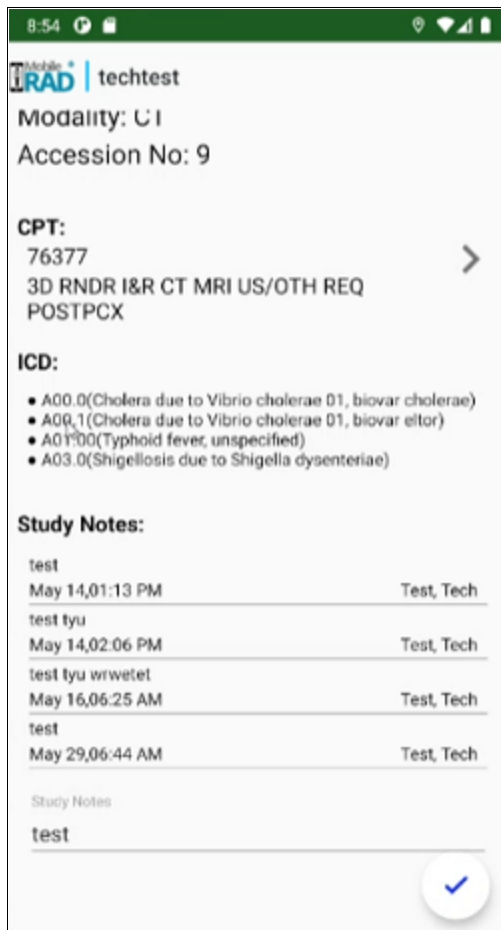 8:54
Mobile
RAD techtest
Modality: CT
Accession No: 9
CPT:
76377
3D RNDR I&R CT MRI US/OTH REQ
POSTPCX
ICD:
• A00.0(Cholera due to Vibrio cholerae 01, biovar cholerae)
• A00.1(Cholera due to Vibrio cholerae 01, biovar eltor)
• A01.00(Typhoid fever, unspecified)
• A03.0(Shigellosis due to Shigella dysenteriae)
Study Notes:
test
May 14,01:13 PM Test, Tech
test tyu
May 14,02:06 PM Test, Tech
test tyu wrwetet
May 16,06:25 AM Test, Tech
test
May 29,06:44 AM Test, Tech
Study Notes
test